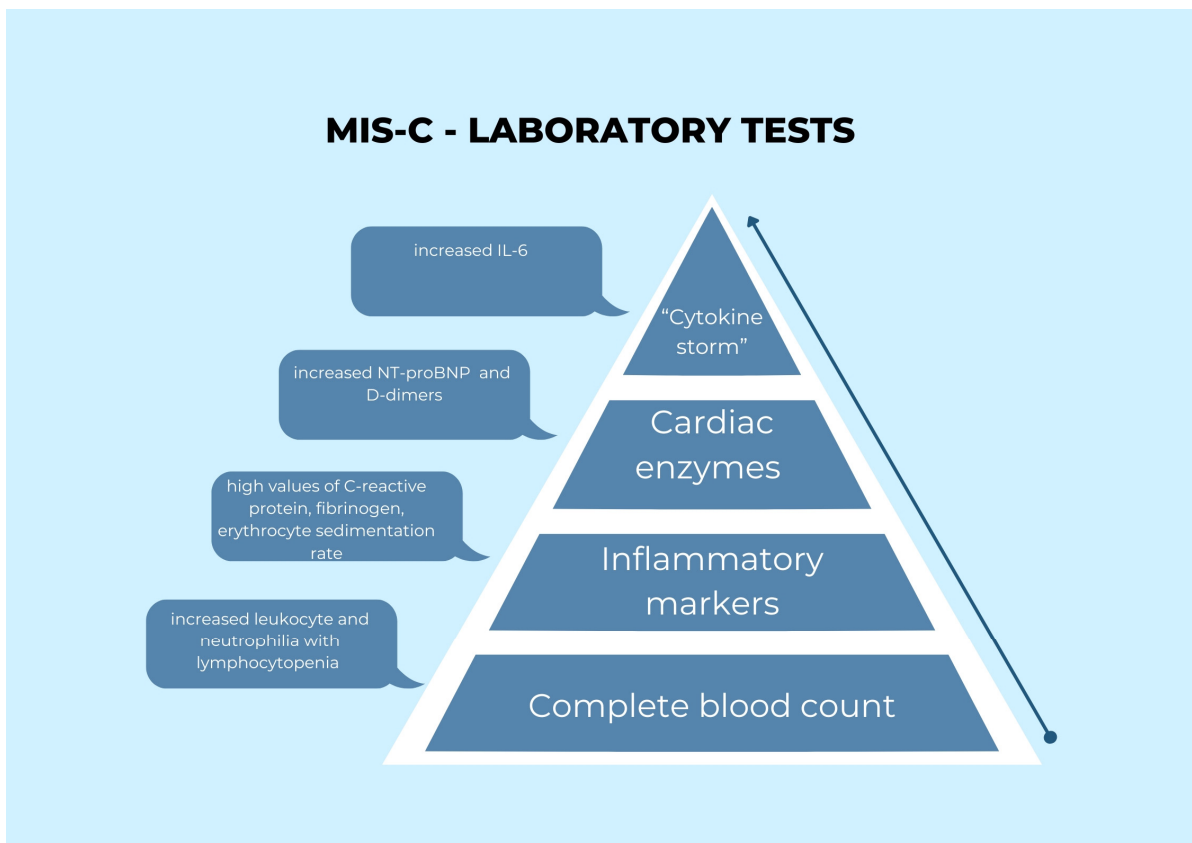 MIS-C - LABORATORY TESTS
increased IL-6
“Cytokine
storm”
increased NT-proBNP and
D-dimers
Cardiac
enzymes
high values of C-reactive
protein, fibrinogen,
erythrocyte sedimentation
rate
Inflammatory
markers
increased leukocyte and
neutrophilia with
lymphocytopenia
Complete blood count